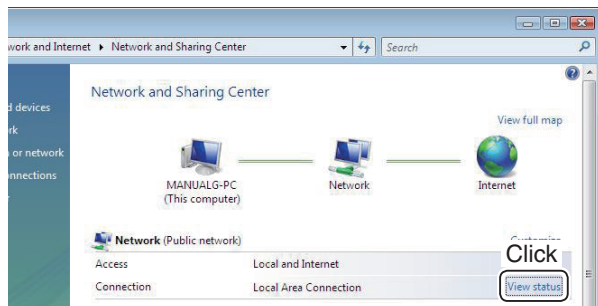 work and Internet ▸ Network and Sharing Center Search
d devices
rk
or network
onnections
Network and Sharing Center
View full map
MANUALG-PC
(This computer)
Network
Internet
Network (Public network)
Customize
Click
Access Local and Internet
Connection Local Area Connection View status